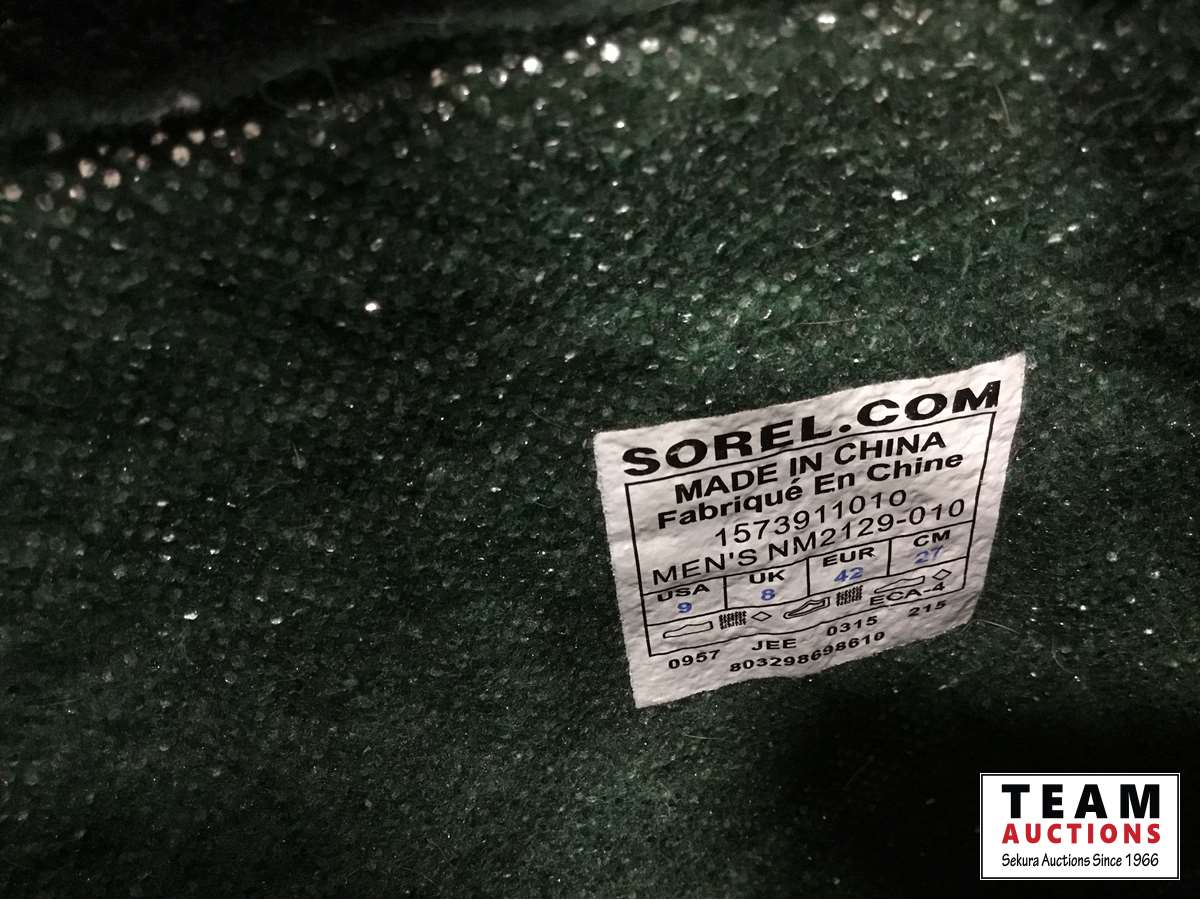 SOREL.COM
MADE IN CHINA
Fabriqué En Chine
1573911010
MEN'S NM2129-010
USA UK EUR CM
9 8 42 27
ECA-4
0957 JEE 0315 215
803298698610
TEAM
AUCTIONS
Sekura Auctions Since 1966